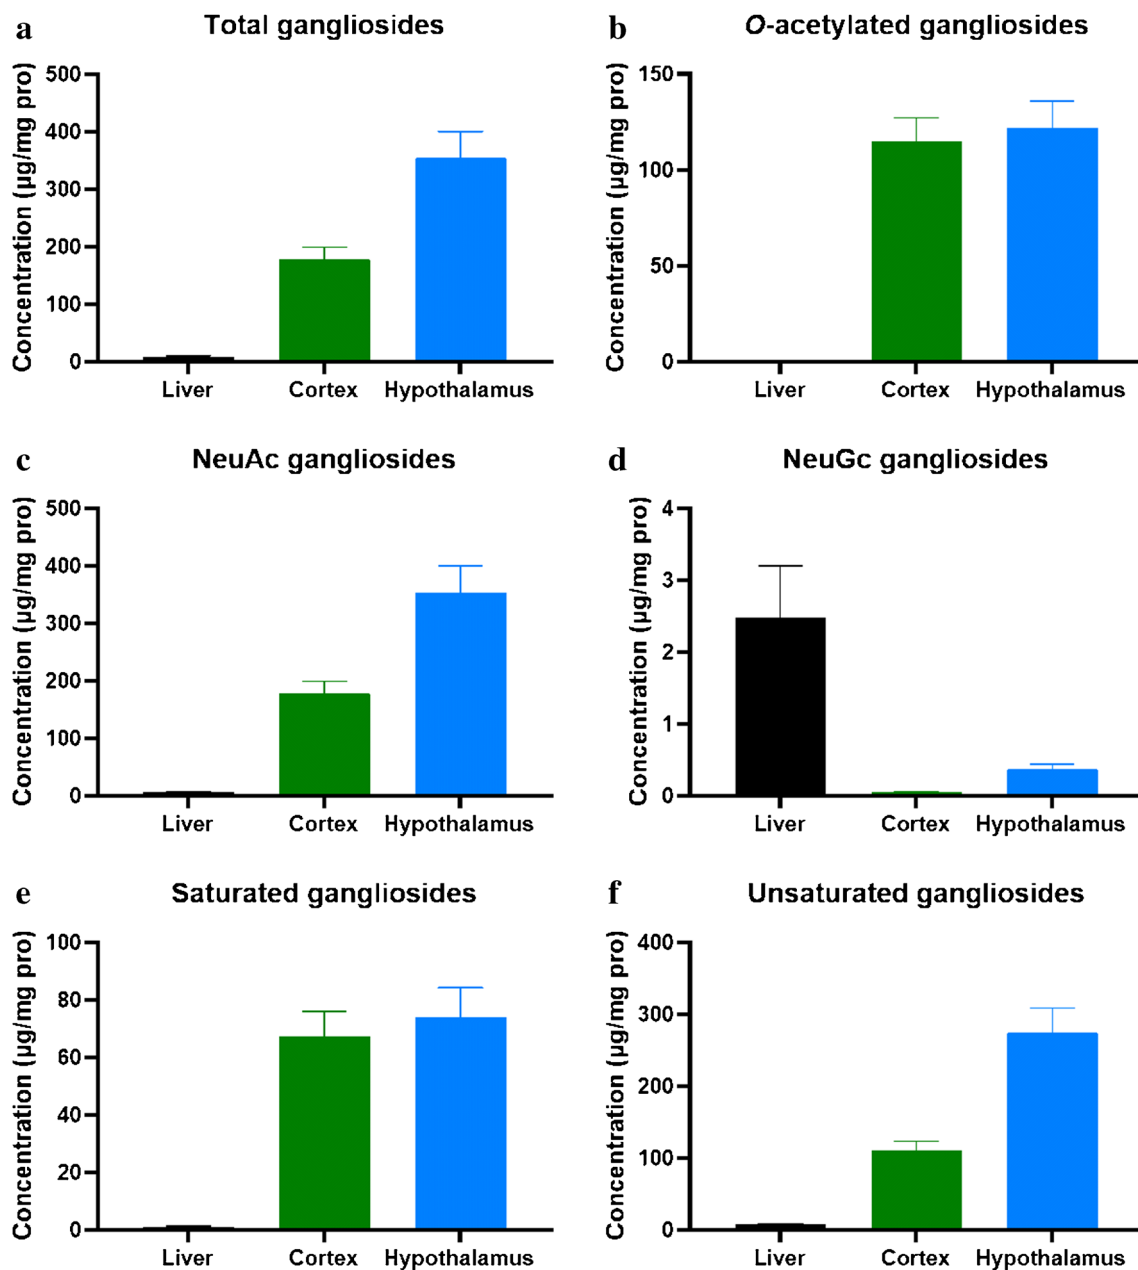 a Total gangliosides
Concentration (µg/mg pro)
500
400
300
200
100
0
Liver Cortex Hypothalamus
b O-acetylated gangliosides
Concentration (µg/mg pro)
150
100
50
0
Liver Cortex Hypothalamus
c NeuAc gangliosides
Concentration (µg/mg pro)
500
400
300
200
100
0
Liver Cortex Hypothalamus
d NeuGc gangliosides
Concentration (µg/mg pro)
4
3
2
1
0
Liver Cortex Hypothalamus
e Saturated gangliosides
Concentration (µg/mg pro)
100
80
60
40
20
0
Liver Cortex Hypothalamus
f Unsaturated gangliosides
Concentration (µg/mg pro)
400
300
200
100
0
Liver Cortex Hypothalamus